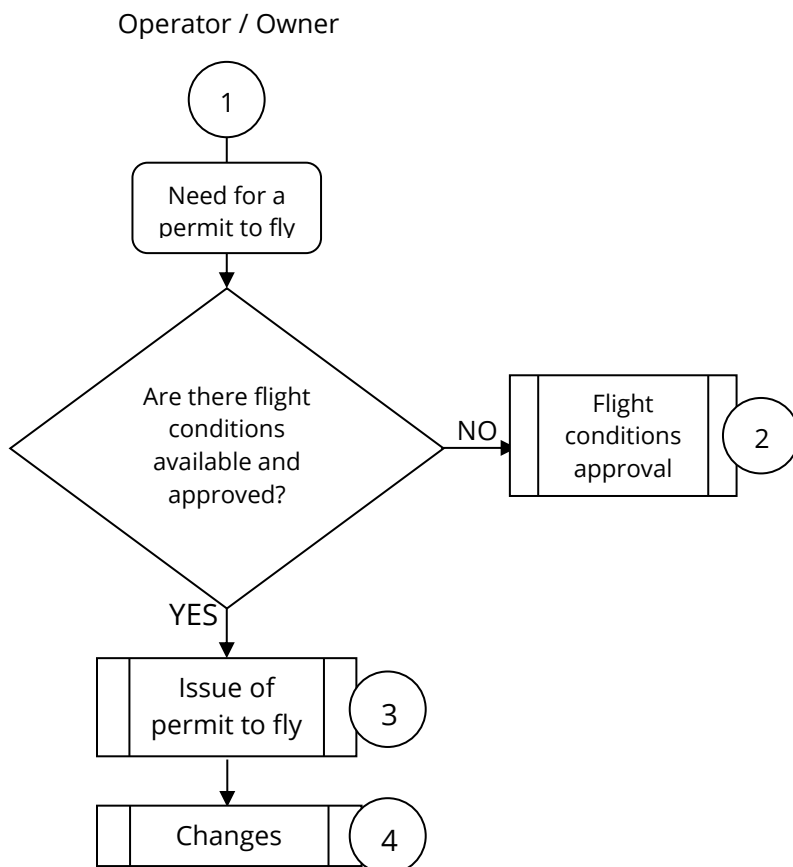 Operator / Owner
1
Need for a
permit to fly
Are there flight
conditions
available and
approved?
NO
Flight
conditions
approval
2
YES
Issue of
permit to fly
3
Changes
4